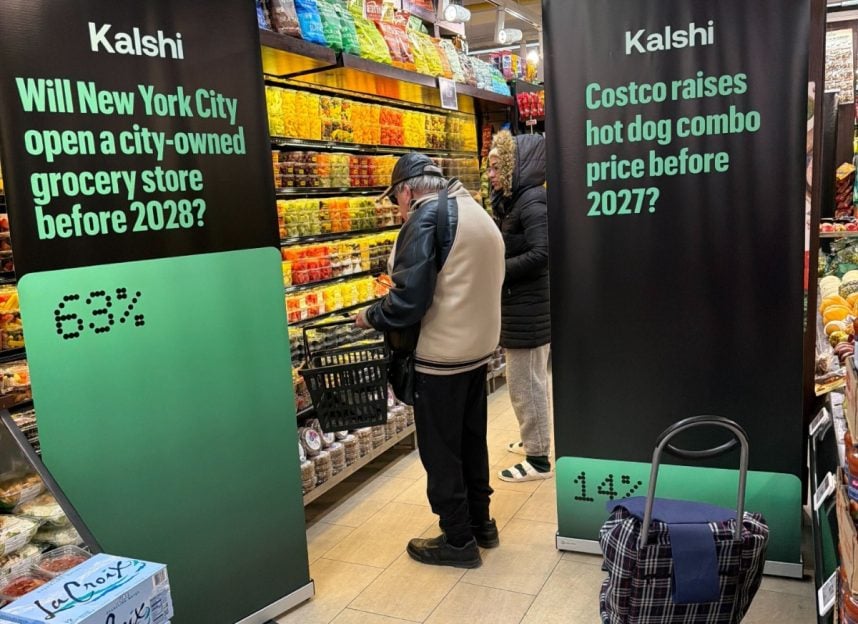 Kalshi
Will New York City
open a city-owned
grocery store
before 2028?
63%
Kalshi
Costco raises
hot dog combo
price before
2027?
14%
LaCroix
LaCroix